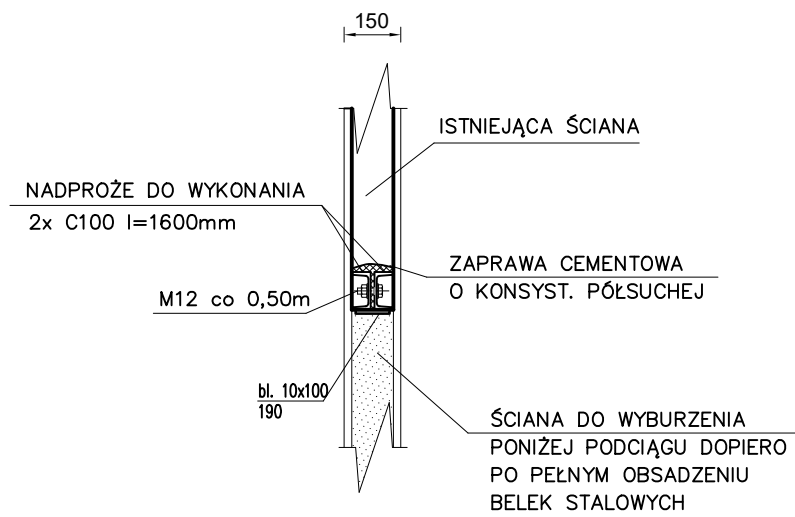 150
ISTNIEJĄCA ŚCIANA
NADPROŻE DO WYKONANIA
2x C100 l=1600mm
ZAPRAWA CEMENTOWA
O KONSYST. PÓŁSUCHEJ
M12 co 0,50m
bl. 10x100
190
ŚCIANA DO WYBURZENIA
PONIŻEJ PODCIĄGU DOPIERO
PO PEŁNYM OBSADZENIU
BELEK STALOWYCH